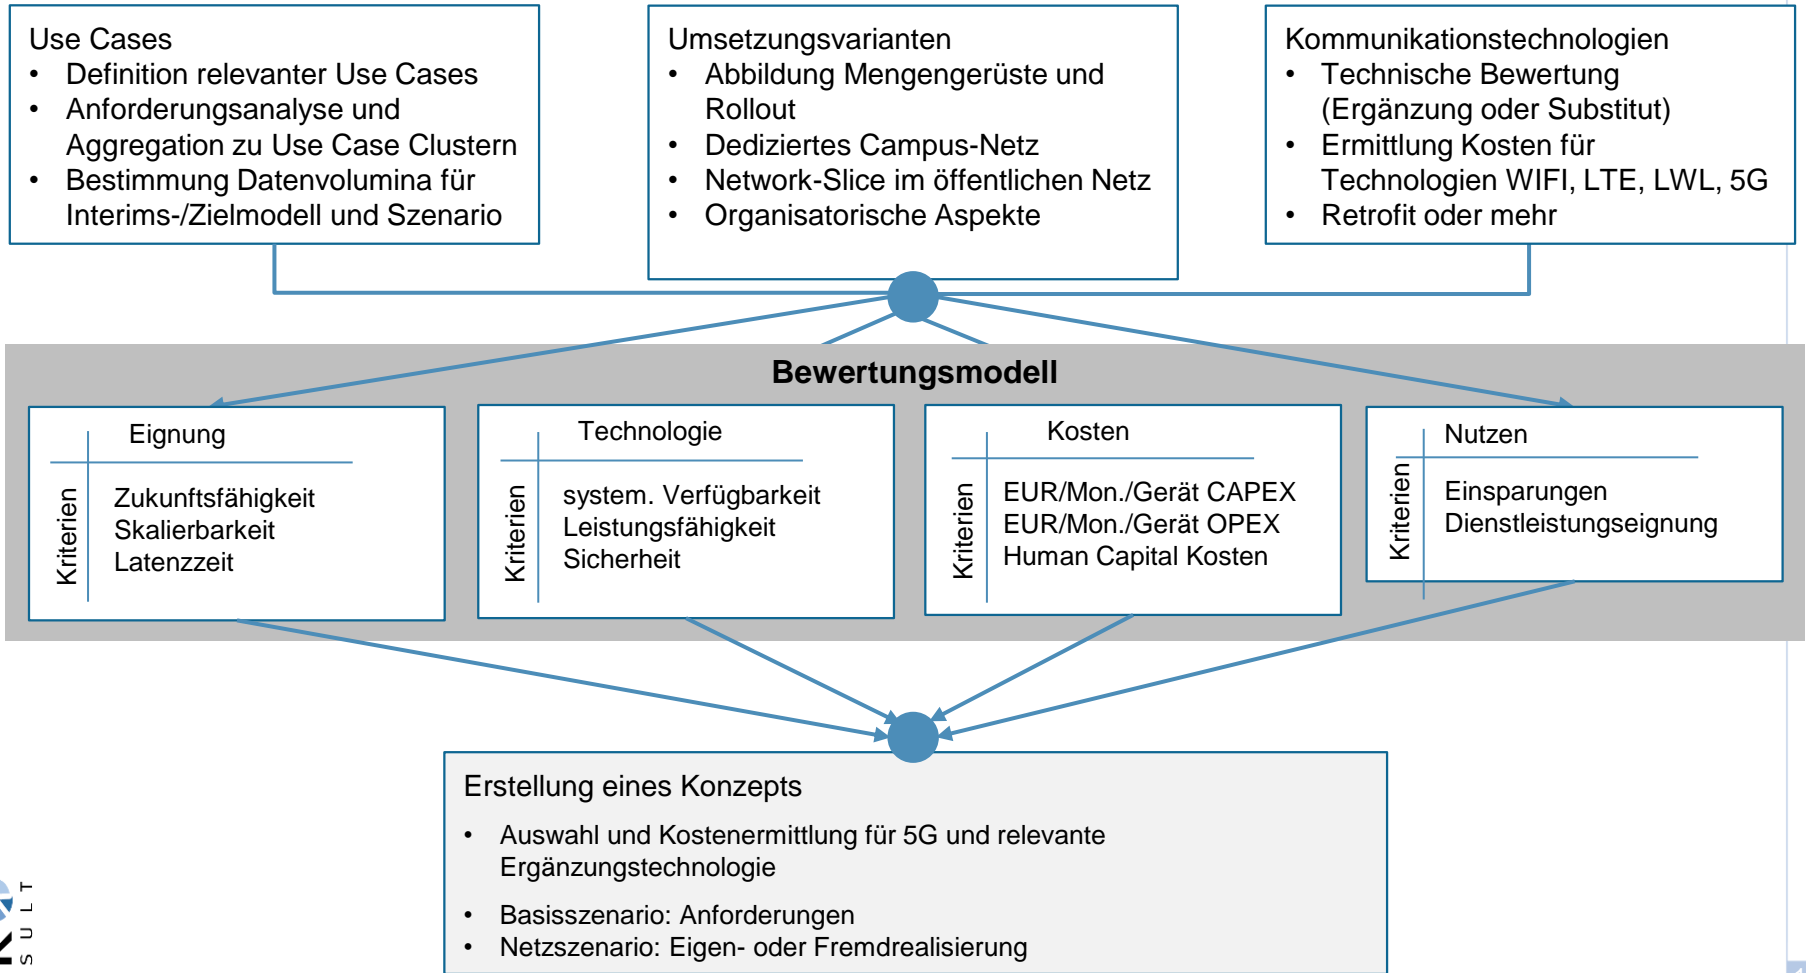 Use Cases
• Definition relevanter Use Cases
• Anforderungsanalyse und
Aggregation zu Use Case Clustern
• Bestimmung Datenvolumina für
Interims-/Zielmodell und Szenario
Umsetzungsvarianten
• Abbildung Mengengerüste und
Rollout
• Dediziertes Campus-Netz
• Network-Slice im öffentlichen Netz
• Organisatorische Aspekte
Kommunikationstechnologien
• Technische Bewertung
(Ergänzung oder Substitut)
• Ermittlung Kosten für
Technologien WIFI, LTE, LWL, 5G
• Retrofit oder mehr
Bewertungsmodell
Eignung
Kriterien
Zukunftsfähigkeit
Skalierbarkeit
Latenzzeit
Technologie
Kriterien
system. Verfügbarkeit
Leistungsfähigkeit
Sicherheit
Kosten
Kriterien
EUR/Mon./Gerät CAPEX
EUR/Mon./Gerät OPEX
Human Capital Kosten
Nutzen
Kriterien
Einsparungen
Dienstleistungseignung
Erstellung eines Konzepts
• Auswahl und Kostenermittlung für 5G und relevante
Ergänzungstechnologie
• Basisszenario: Anforderungen
• Netzszenario: Eigen- oder Fremdrealisierung
SULT